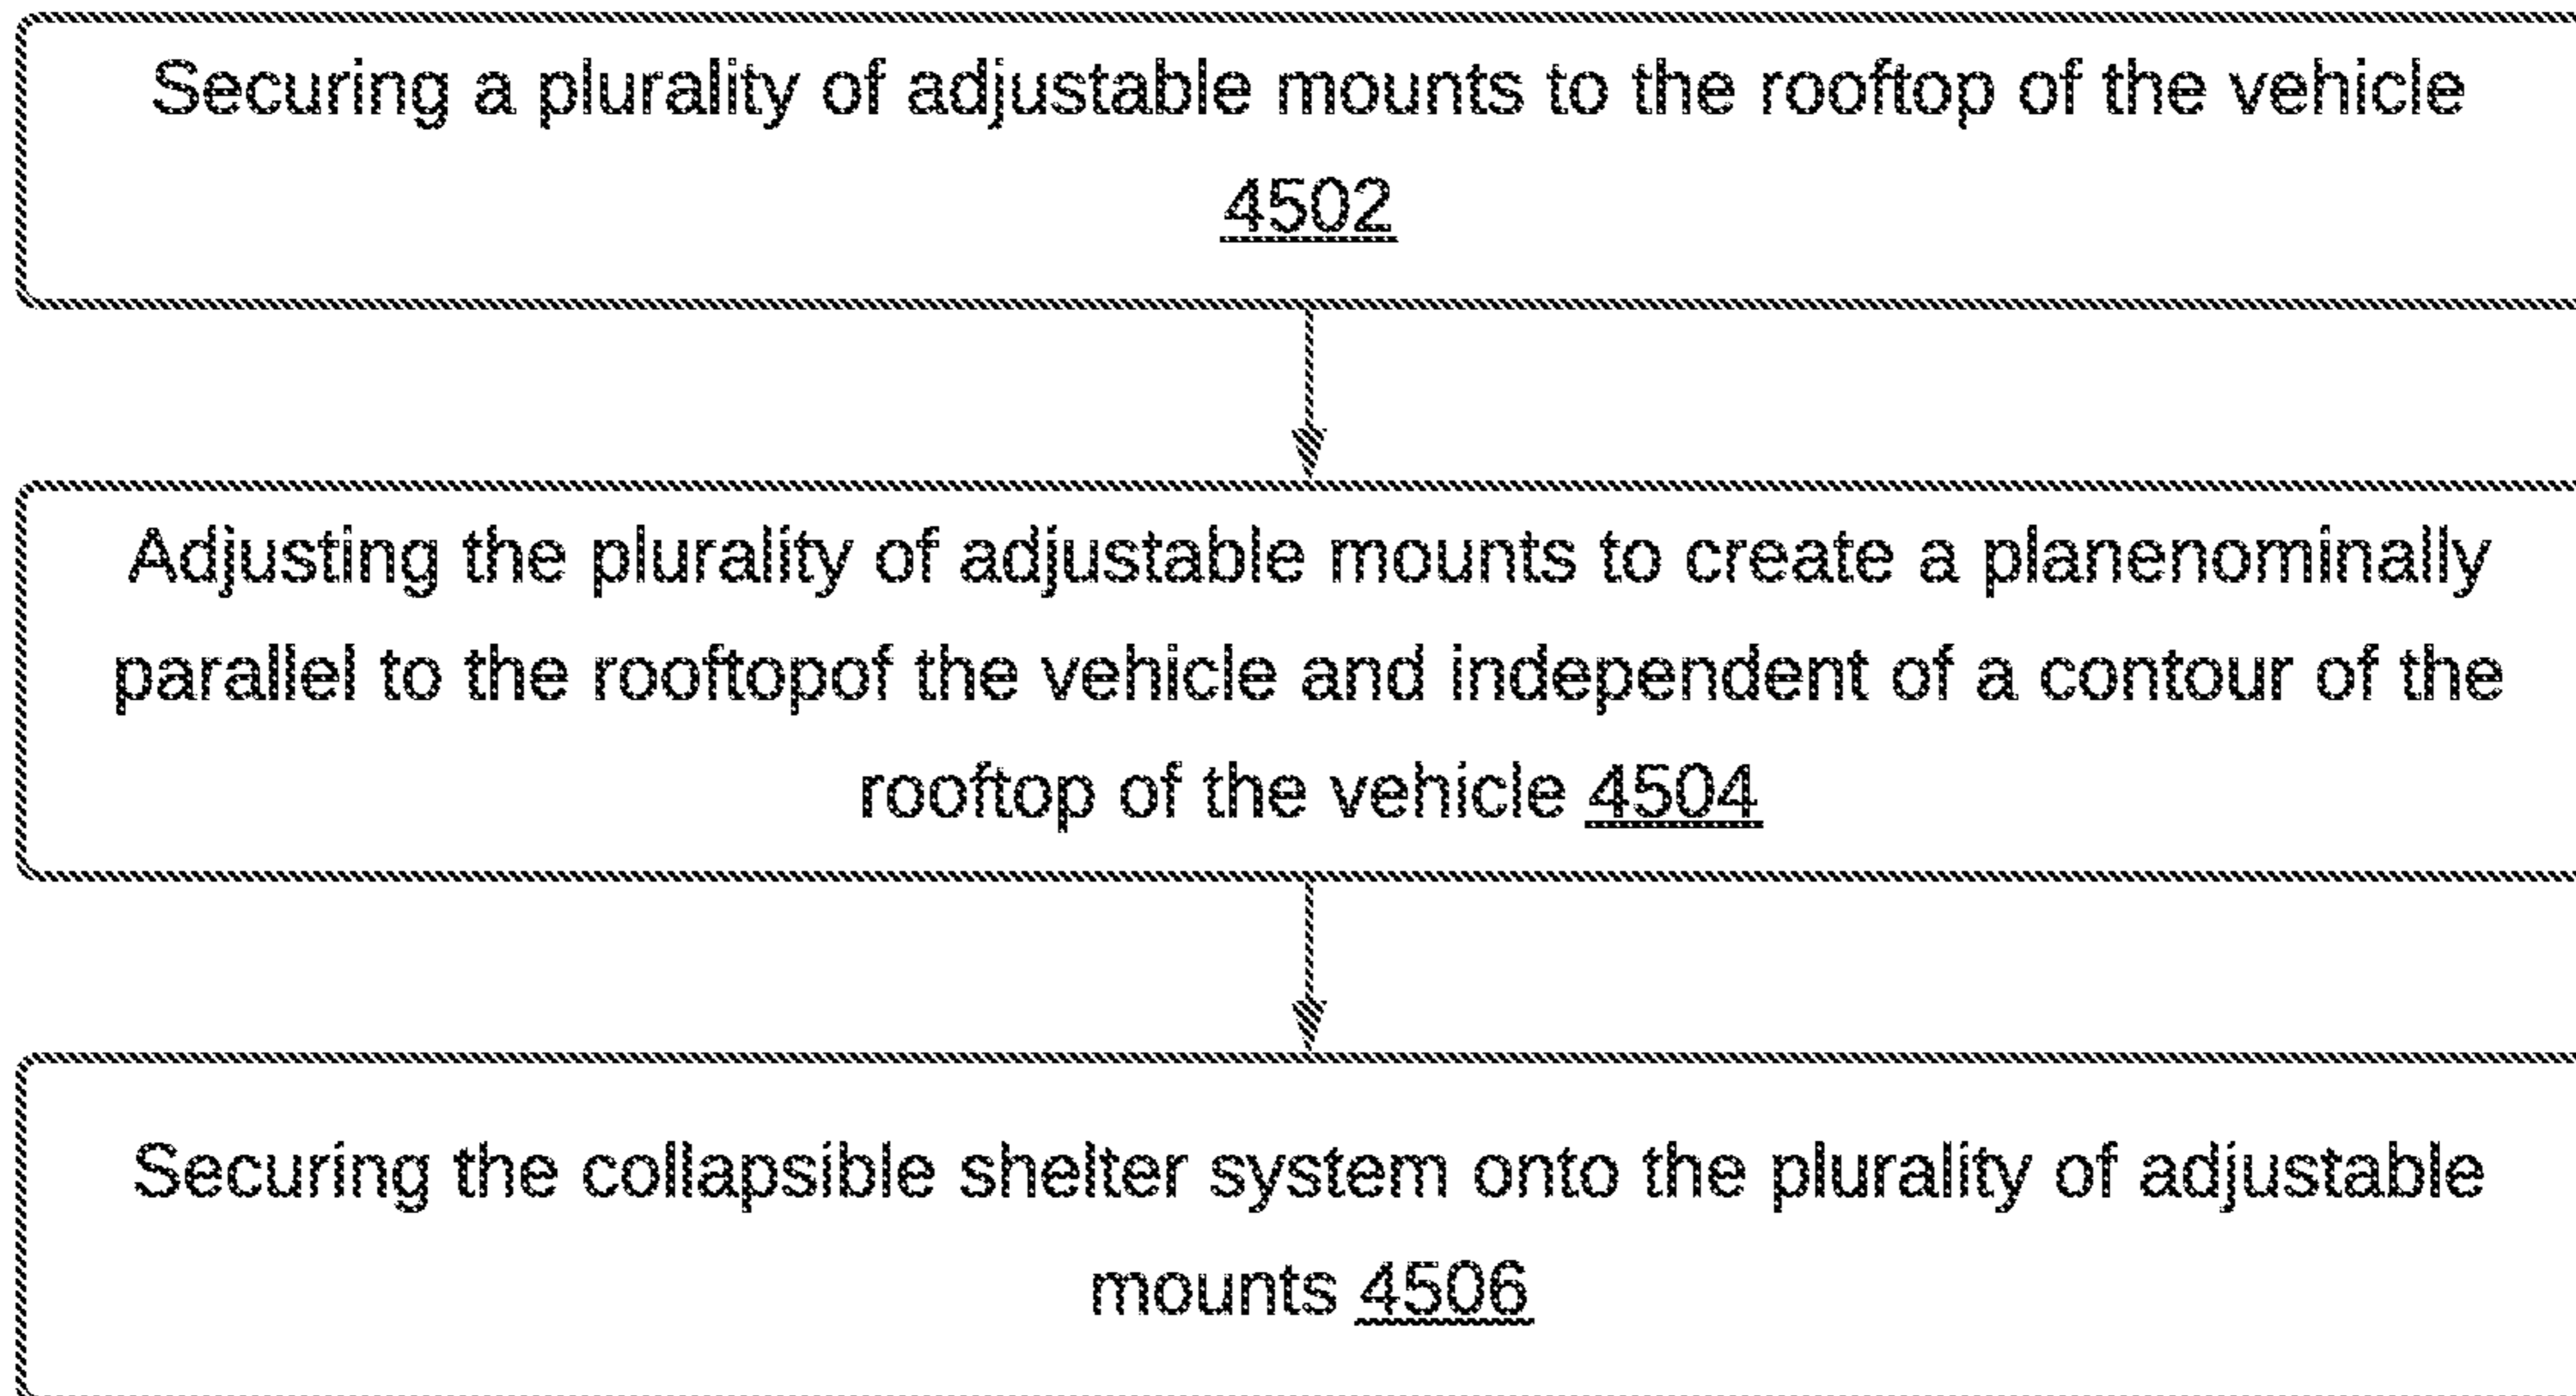 Securing a plurality of adjustable mounts to the rooftop of the vehicle
4502
Adjusting the plurality of adjustable mounts to create a planenominally
parallel to the rooftopof the vehicle and independent of a contour of the
rooftop of the vehicle 4504
Securing the collapsible shelter system onto the plurality of adjustable
mounts 4506